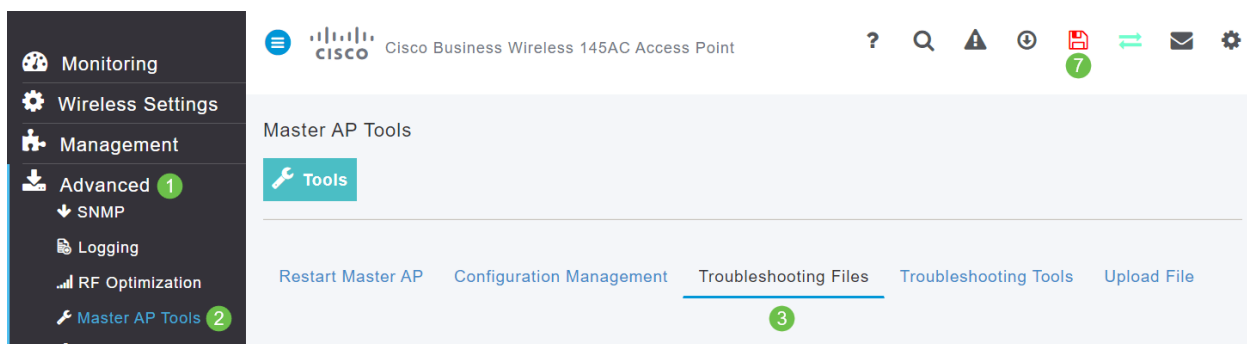 Monitoring
Wireless Settings
Management
Advanced 1
SNMP
Logging
RF Optimization
Master AP Tools 2
CISCO Cisco Business Wireless 145AC Access Point ?
7
Master AP Tools
Tools
Restart Master AP Configuration Management Troubleshooting Files Troubleshooting Tools Upload File
3